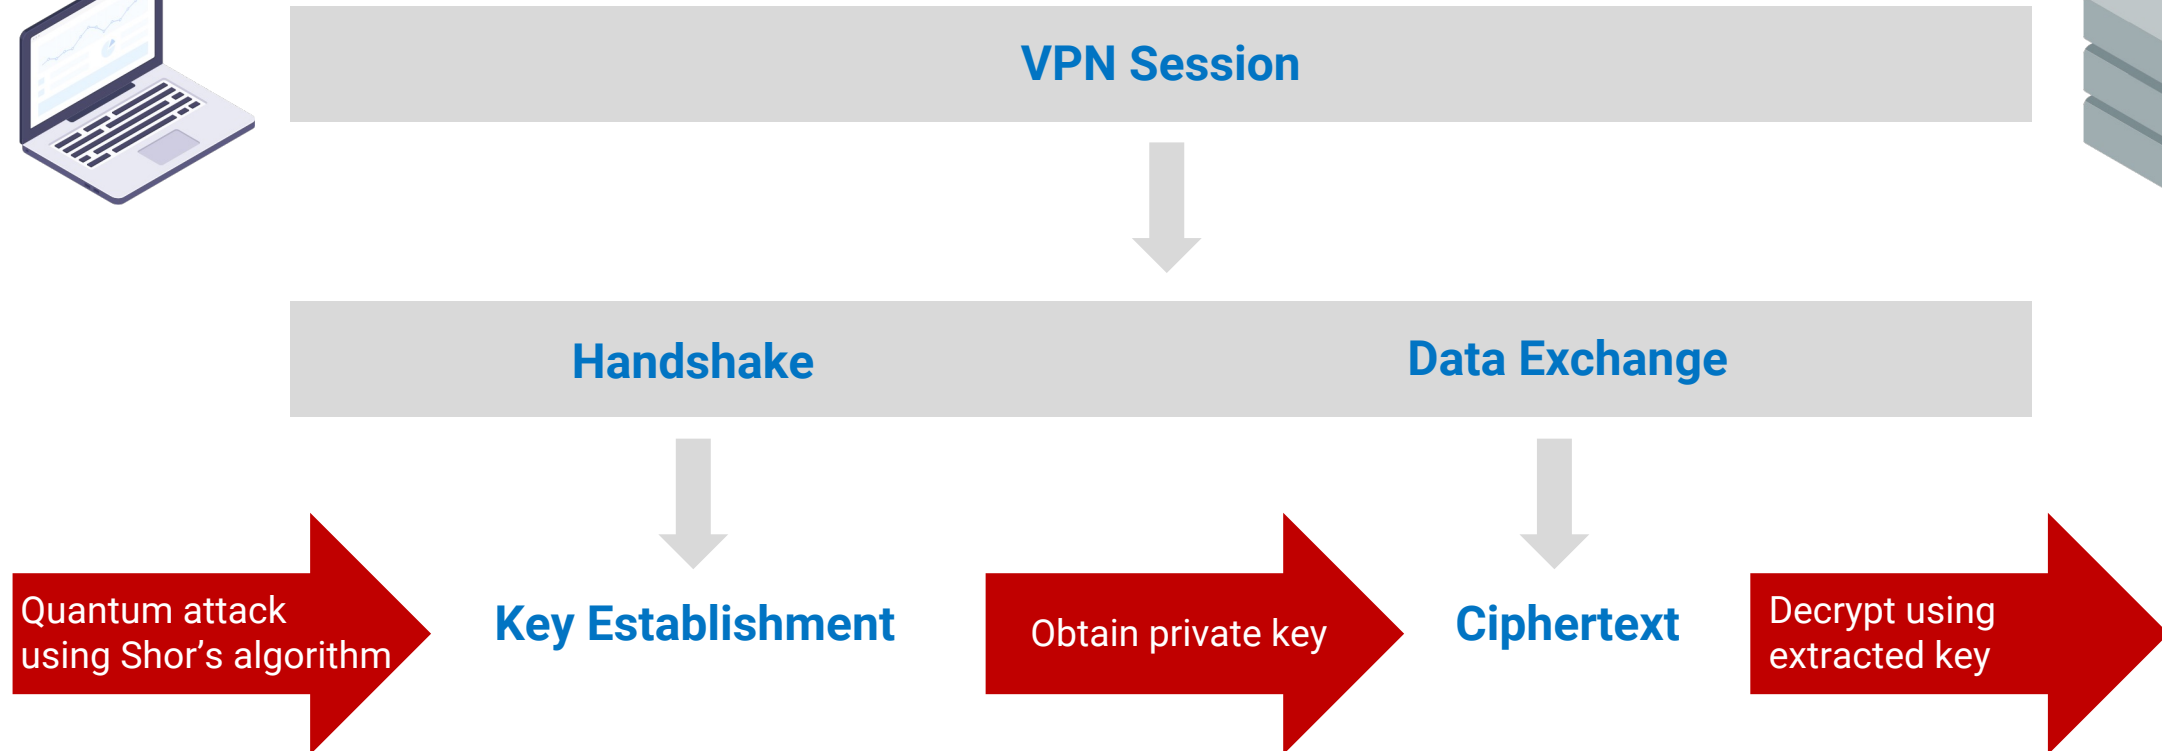 VPN Session
Handshake
Data Exchange
Quantum attack
using Shor’s algorithm
Key Establishment
Obtain private key
Ciphertext
Decrypt using
extracted key